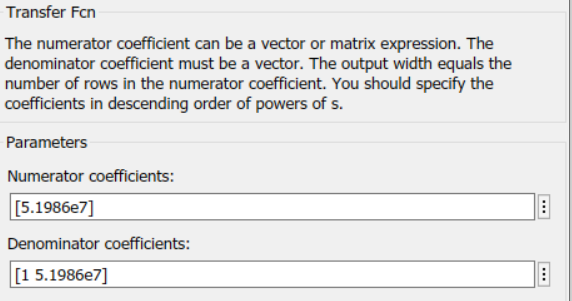 Transfer Fcn
The numerator coefficient can be a vector or matrix expression. The
denominator coefficient must be a vector. The output width equals the
number of rows in the numerator coefficient. You should specify the
coefficients in descending order of powers of s.
Parameters
Numerator coefficients:
[5.1986e7]
Denominator coefficients:
[1 5.1986e7]